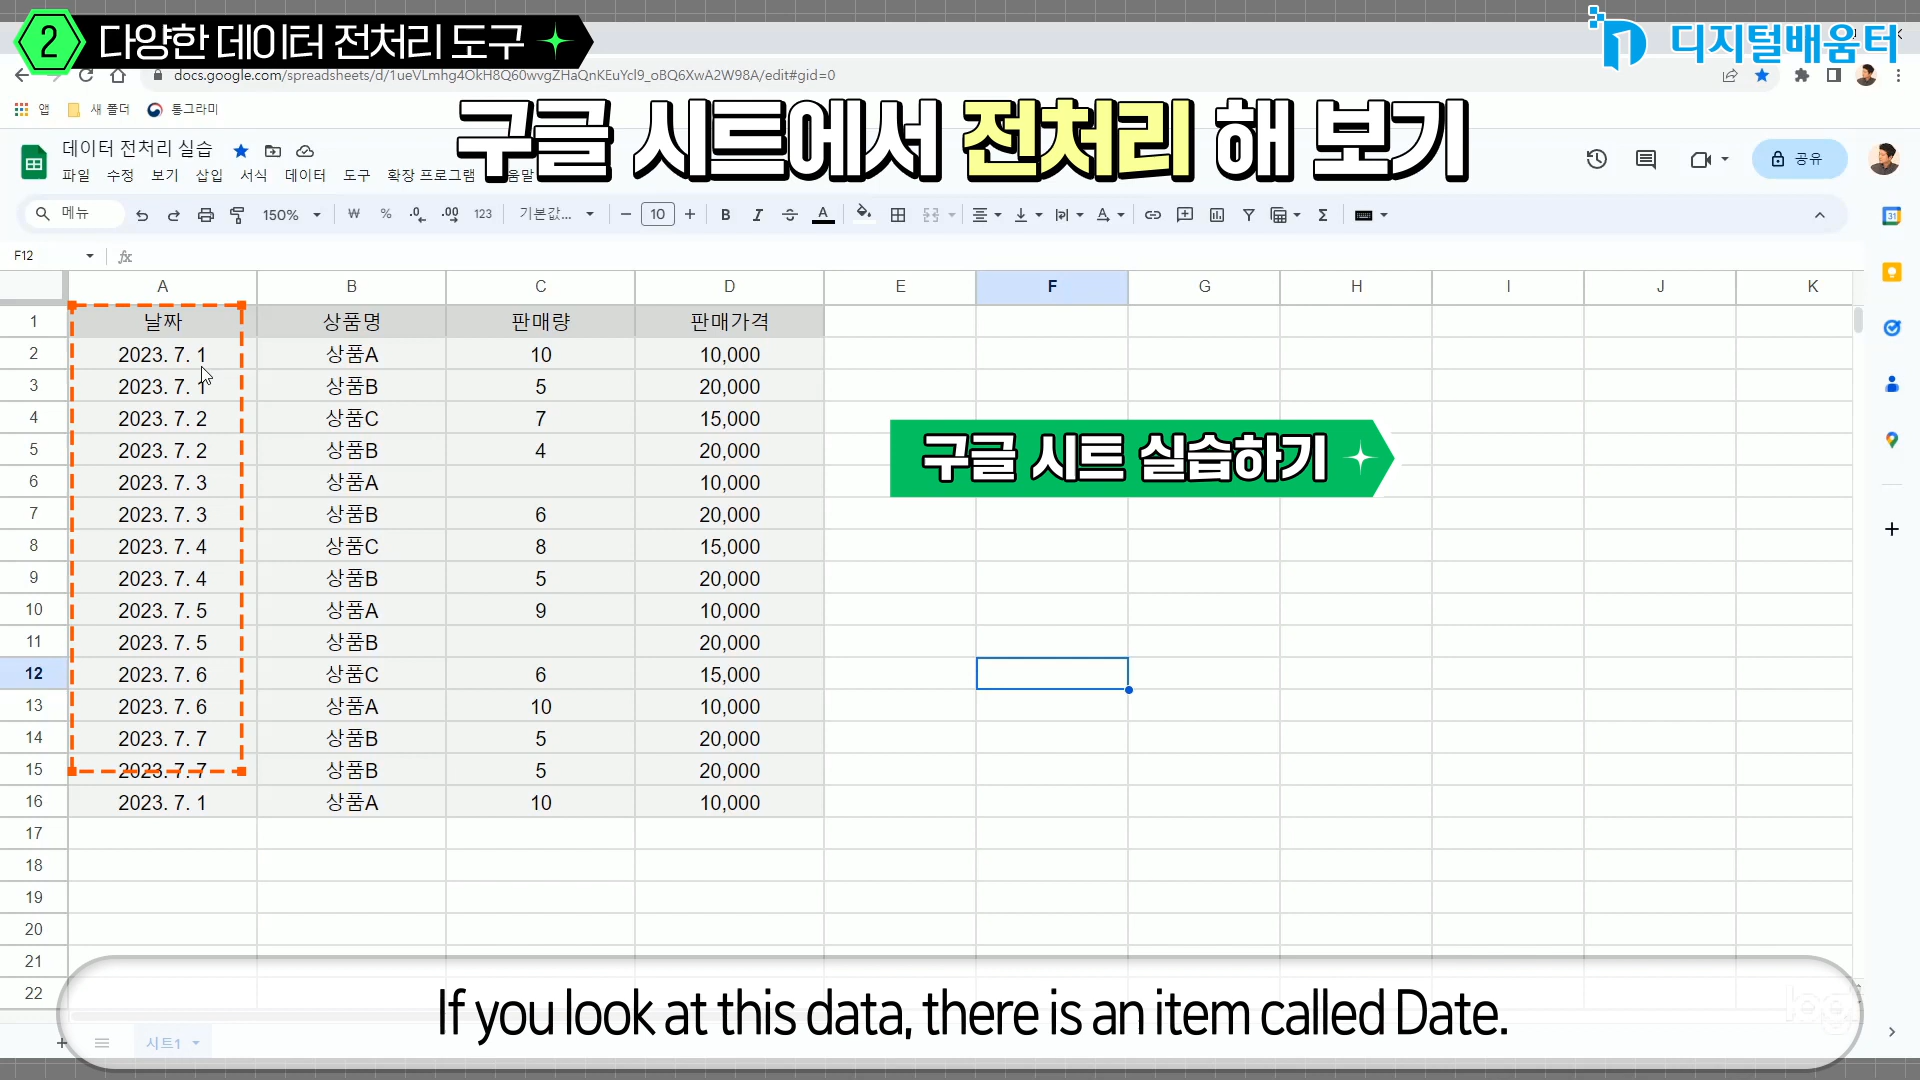 2 다양한 데이터 전처리 도구
디지털배움터
docs.google.com/spreadsheets/d/1ueVLmhg4OkH8Q60wvgZHaQnKEuYcl9_oBQ6XwA2W98A/edit#gid=0
앱 새 폴더 통그라미
구글 시트에서 전처리 해 보기
데이터 전처리 실습
파일 수정 보기 삽입 서식 데이터 도구 확장 프로그램
공유
메뉴 150% ₩ % .0 .00 123 기본값... 10 B I A
31
F12 fx
A B C D E F G H I J K
1 날짜 상품명 판매량 판매가격
2 2023. 7. 1 상품A 10 10,000
3 2023. 7. 1 상품B 5 20,000
4 2023. 7. 2 상품C 7 15,000
5 2023. 7. 2 상품B 4 20,000
6 2023. 7. 3 상품A 10,000
7 2023. 7. 3 상품B 6 20,000
8 2023. 7. 4 상품C 8 15,000
9 2023. 7. 4 상품B 5 20,000
10 2023. 7. 5 상품A 9 10,000
11 2023. 7. 5 상품B 20,000
12 2023. 7. 6 상품C 6 15,000
13 2023. 7. 6 상품A 10 10,000
14 2023. 7. 7 상품B 5 20,000
15 2023. 7. 7 상품B 5 20,000
16 2023. 7. 1 상품A 10 10,000
17
18
19
20
21
22
구글 시트 실습하기
If you look at this data, there is an item called Date.
시트1